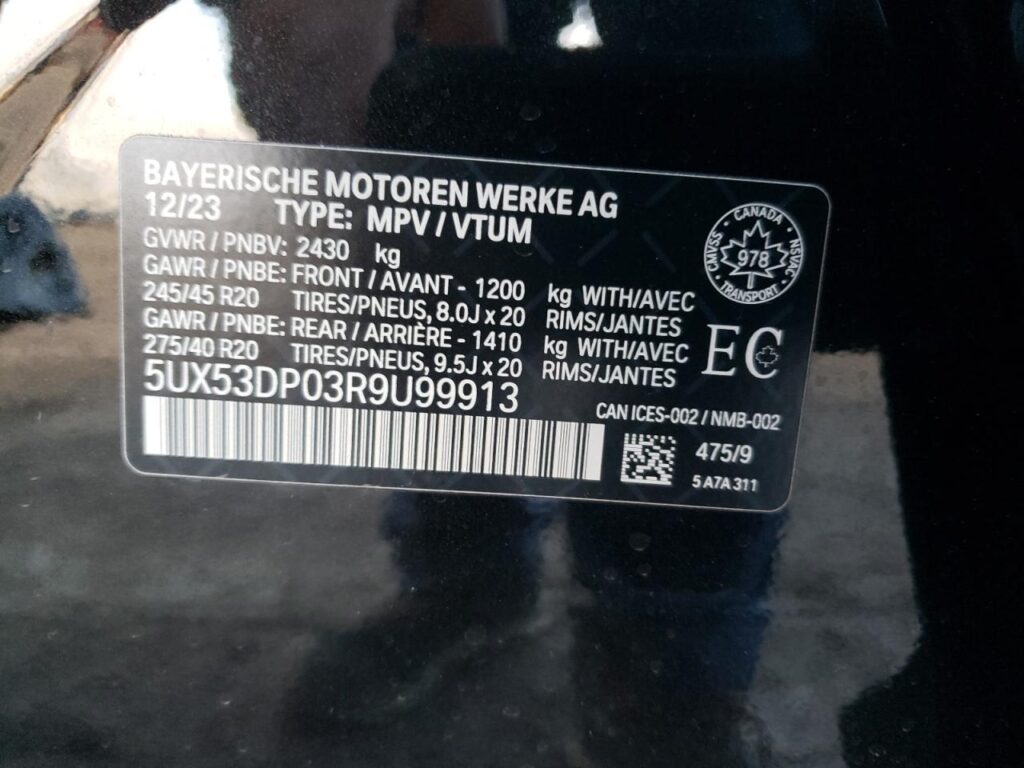 BAYERISCHE MOTOREN WERKE AG
12/23 TYPE: MPV / VTUM
GVWR / PNBV: 2430 kg
GAWR / PNBE: FRONT / AVANT - 1200 kg WITH/AVEC
245/45 R20 TIRES/PNEUS, 8.0J x 20 RIMS/JANTES
GAWR / PNBE: REAR / ARRIÈRE - 1410 kg WITH/AVEC
275/40 R20 TIRES/PNEUS, 9.5J x 20 RIMS/JANTES
5UX53DP03R9U99913
CANADA
CMVSS 978 NSVAC
TRANSPORT
EC
CAN ICES-002 / NMB-002
475/9
5 A7A 311